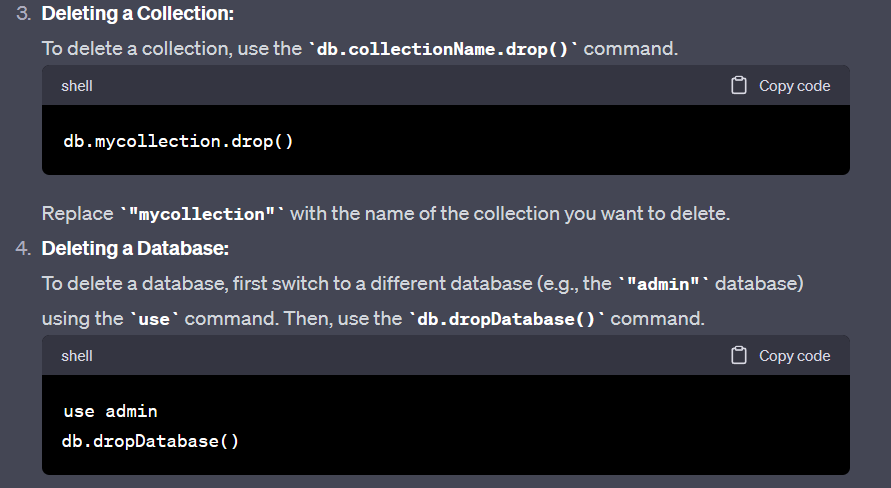 3. Deleting a Collection:
To delete a collection, use the `db.collectionName.drop()` command.
shell Copy code
db.mycollection.drop()
Replace `"mycollection"` with the name of the collection you want to delete.
4. Deleting a Database:
To delete a database, first switch to a different database (e.g., the `"admin"` database)
using the `use` command. Then, use the `db.dropDatabase()` command.
shell Copy code
use admin
db.dropDatabase()